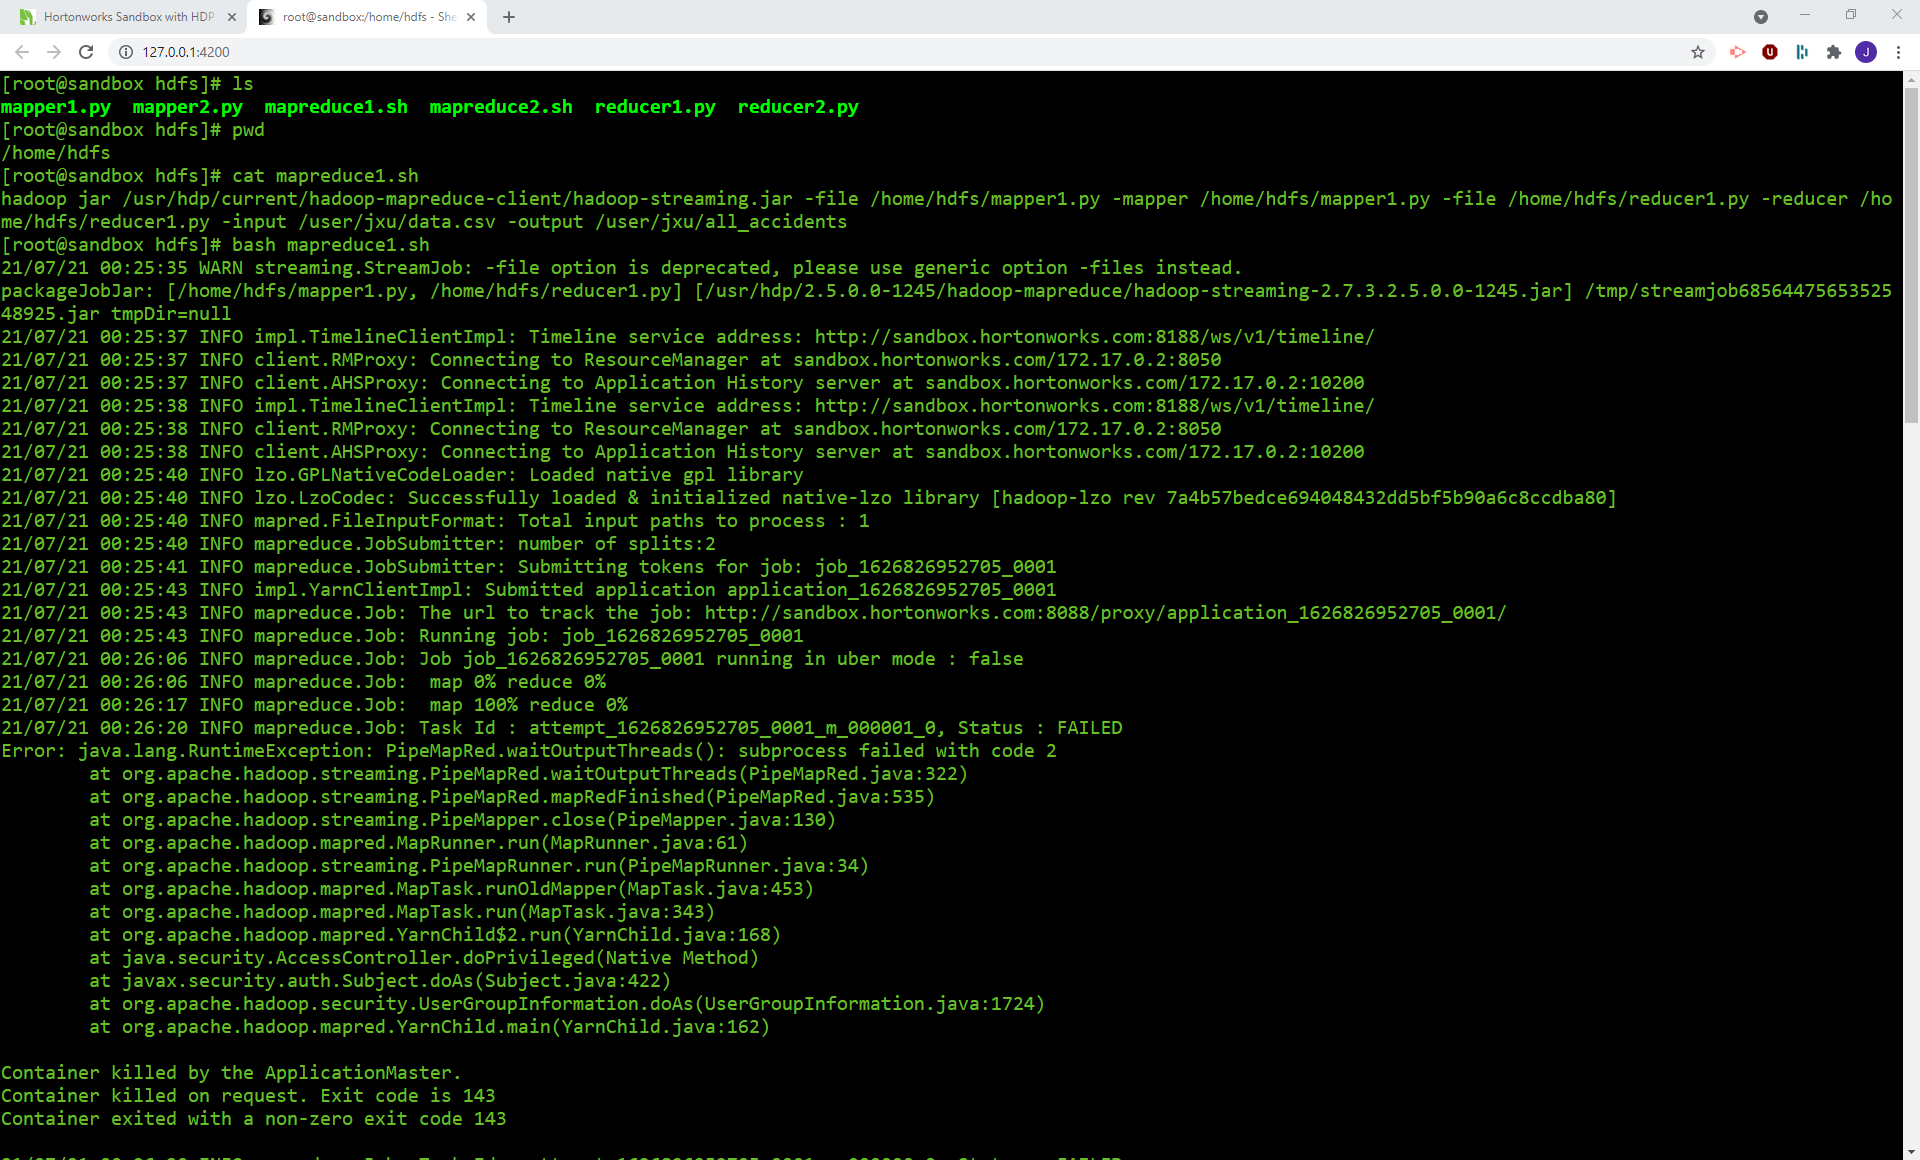 Hortonworks Sandbox with HDP
root@sandbox:/home/hdfs - She
127.0.0.1:4200
J
[root@sandbox hdfs]# ls
mapper1.py  mapper2.py  mapreduce1.sh  mapreduce2.sh  reducer1.py  reducer2.py
[root@sandbox hdfs]# pwd
/home/hdfs
[root@sandbox hdfs]# cat mapreduce1.sh
hadoop jar /usr/hdp/current/hadoop-mapreduce-client/hadoop-streaming.jar -file /home/hdfs/mapper1.py -mapper /home/hdfs/mapper1.py -file /home/hdfs/reducer1.py -reducer /ho
me/hdfs/reducer1.py -input /user/jxu/data.csv -output /user/jxu/all_accidents
[root@sandbox hdfs]# bash mapreduce1.sh
21/07/21 00:25:35 WARN streaming.StreamJob: -file option is deprecated, please use generic option -files instead.
packageJobJar: [/home/hdfs/mapper1.py, /home/hdfs/reducer1.py] [/usr/hdp/2.5.0.0-1245/hadoop-mapreduce/hadoop-streaming-2.7.3.2.5.0.0-1245.jar] /tmp/streamjob68564475653525
48925.jar tmpDir=null
21/07/21 00:25:37 INFO impl.TimelineClientImpl: Timeline service address: http://sandbox.hortonworks.com:8188/ws/v1/timeline/
21/07/21 00:25:37 INFO client.RMProxy: Connecting to ResourceManager at sandbox.hortonworks.com/172.17.0.2:8050
21/07/21 00:25:37 INFO client.AHSProxy: Connecting to Application History server at sandbox.hortonworks.com/172.17.0.2:10200
21/07/21 00:25:38 INFO impl.TimelineClientImpl: Timeline service address: http://sandbox.hortonworks.com:8188/ws/v1/timeline/
21/07/21 00:25:38 INFO client.RMProxy: Connecting to ResourceManager at sandbox.hortonworks.com/172.17.0.2:8050
21/07/21 00:25:38 INFO client.AHSProxy: Connecting to Application History server at sandbox.hortonworks.com/172.17.0.2:10200
21/07/21 00:25:40 INFO lzo.GPLNativeCodeLoader: Loaded native gpl library
21/07/21 00:25:40 INFO lzo.LzoCodec: Successfully loaded & initialized native-lzo library [hadoop-lzo rev 7a4b57bedce694048432dd5bf5b90a6c8ccdba80]
21/07/21 00:25:40 INFO mapred.FileInputFormat: Total input paths to process : 1
21/07/21 00:25:40 INFO mapreduce.JobSubmitter: number of splits:2
21/07/21 00:25:41 INFO mapreduce.JobSubmitter: Submitting tokens for job: job_1626826952705_0001
21/07/21 00:25:43 INFO impl.YarnClientImpl: Submitted application application_1626826952705_0001
21/07/21 00:25:43 INFO mapreduce.Job: The url to track the job: http://sandbox.hortonworks.com:8088/proxy/application_1626826952705_0001/
21/07/21 00:25:43 INFO mapreduce.Job: Running job: job_1626826952705_0001
21/07/21 00:26:06 INFO mapreduce.Job: Job job_1626826952705_0001 running in uber mode : false
21/07/21 00:26:06 INFO mapreduce.Job:  map 0% reduce 0%
21/07/21 00:26:17 INFO mapreduce.Job:  map 100% reduce 0%
21/07/21 00:26:20 INFO mapreduce.Job: Task Id : attempt_1626826952705_0001_m_000001_0, Status : FAILED
Error: java.lang.RuntimeException: PipeMapRed.waitOutputThreads(): subprocess failed with code 2
at org.apache.hadoop.streaming.PipeMapRed.waitOutputThreads(PipeMapRed.java:322)
at org.apache.hadoop.streaming.PipeMapRed.mapRedFinished(PipeMapRed.java:535)
at org.apache.hadoop.streaming.PipeMapper.close(PipeMapper.java:130)
at org.apache.hadoop.mapred.MapRunner.run(MapRunner.java:61)
at org.apache.hadoop.streaming.PipeMapRunner.run(PipeMapRunner.java:34)
at org.apache.hadoop.mapred.MapTask.runOldMapper(MapTask.java:453)
at org.apache.hadoop.mapred.MapTask.run(MapTask.java:343)
at org.apache.hadoop.mapred.YarnChild$2.run(YarnChild.java:168)
at java.security.AccessController.doPrivileged(Native Method)
at javax.security.auth.Subject.doAs(Subject.java:422)
at org.apache.hadoop.security.UserGroupInformation.doAs(UserGroupInformation.java:1724)
at org.apache.hadoop.mapred.YarnChild.main(YarnChild.java:162)
Container killed by the ApplicationMaster.
Container killed on request. Exit code is 143
Container exited with a non-zero exit code 143